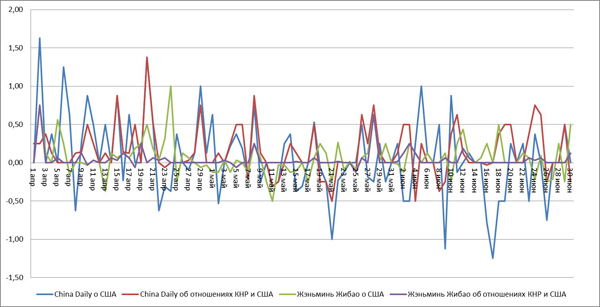 2,00
1,50
1,00
0,50
0,00
-0,50
-1,00
-1,50
1 апр
3 апр
5 апр
7 апр
9 апр
11 апр
13 апр
15 апр
17 апр
19 апр
21 апр
23 апр
25 апр
27 апр
29 апр
1 май
3 май
5 май
7 май
9 май
11 май
13 май
15 май
17 май
19 май
21 май
23 май
25 май
27 май
29 май
31 май
2 июн
4 июн
6 июн
8 июн
10 июн
12 июн
14 июн
16 июн
18 июн
20 июн
22 июн
24 июн
26 июн
28 июн
30 июн
China Daily о США China Daily об отношениях КНР и США Жэньминь Жибао о США Жэньминь Жибао об отношениях КНР и США